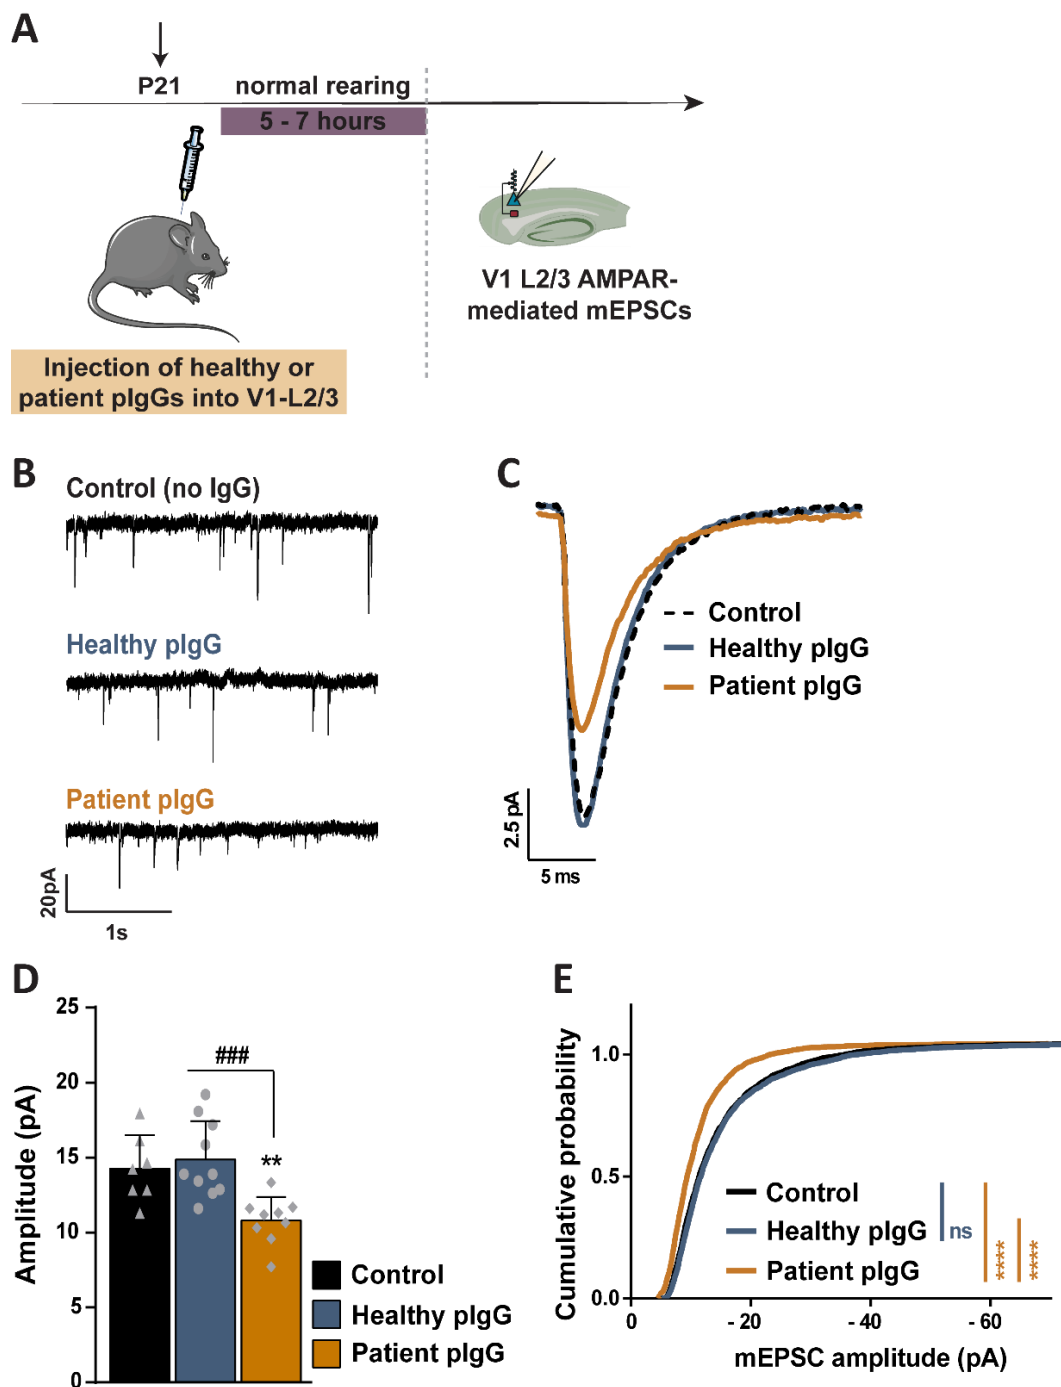 A
P21
normal rearing
5 - 7 hours
Injection of healthy or
patient pIgGs into V1-L2/3
V1 L2/3 AMPAR-
mediated mEPSCs
B
Control (no IgG)
Healthy pIgG
Patient pIgG
20pA
1s
C
Control
Healthy pIgG
Patient pIgG
2.5 pA
5 ms
D
Amplitude (pA)
25
20
15
10
5
0
###
**
Control
Healthy pIgG
Patient pIgG
E
Cumulative probability
1.0
0.5
0.0
Control
Healthy pIgG
Patient pIgG
ns
****
****
0
- 20
- 40
- 60
mEPSC amplitude (pA)